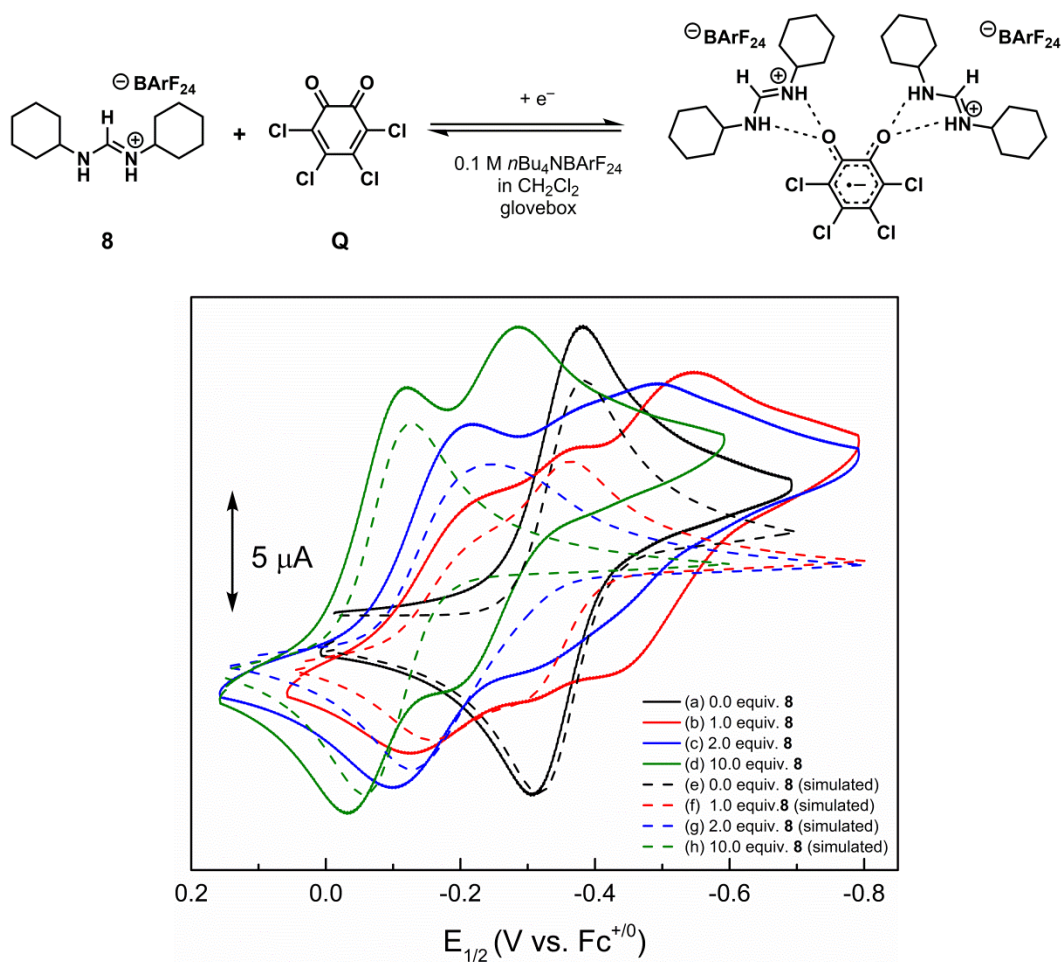 ⊖ BArF24
⊖ BArF24
⊖ BArF24
H
⊕
NH
NH
H
HN
HN
⊕
H
N
H
⊕
N
H
+
O
O
Cl
Cl
Cl
Cl
+ e−
0.1 M nBu4NBArF24
in CH2Cl2
glovebox
O
O
Cl
•−
Cl
Cl
Cl
8
Q
5 μA
(a) 0.0 equiv. 8
(b) 1.0 equiv. 8
(c) 2.0 equiv. 8
(d) 10.0 equiv. 8
(e) 0.0 equiv. 8 (simulated)
(f) 1.0 equiv.8 (simulated)
(g) 2.0 equiv. 8 (simulated)
(h) 10.0 equiv. 8 (simulated)
0.2 0.0 -0.2 -0.4 -0.6 -0.8
E1/2 (V vs. Fc+/0)